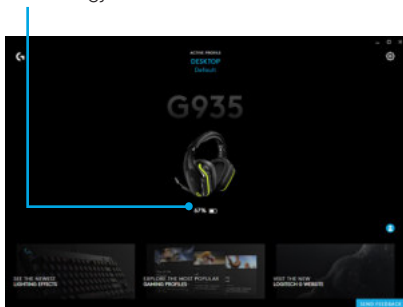 ACTIVE PROFILE
DESKTOP
Default
G935
67%
SEE THE NEWEST
LIGHTING EFFECTS
EXPLORE THE MOST POPULAR
GAMING PROFILES
VISIT THE NEW
LOGITECH G WEBSITE
SEND FEEDBACK